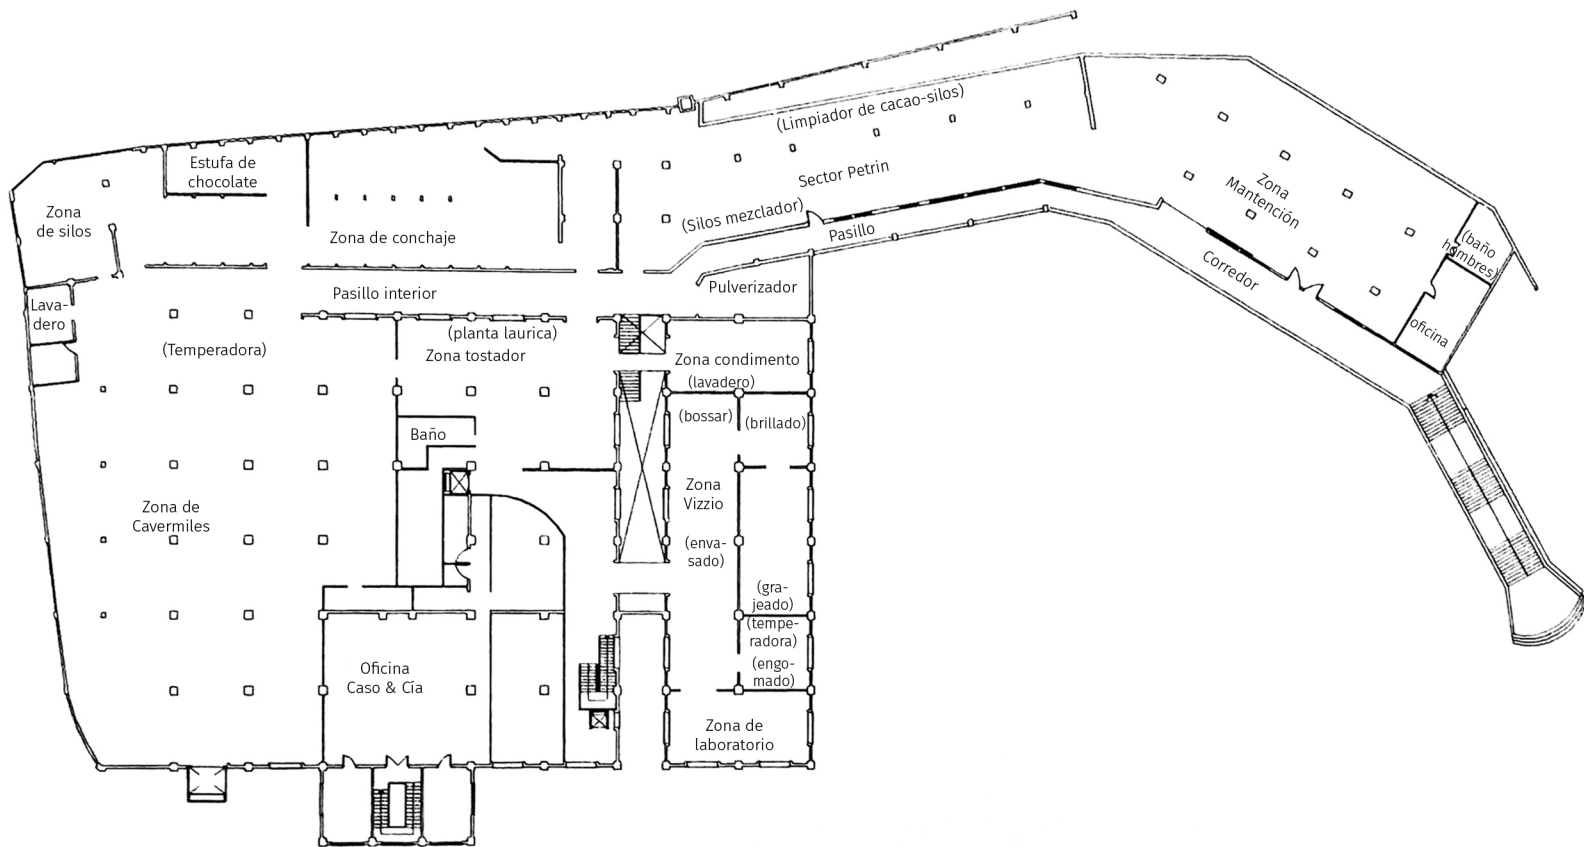 (Limpiador de cacao-silos)
Estufa de
chocolate
Sector Petrin
Zona
Mantención
Zona
de silos
(Silos mezclador)
Zona de conchaje
Pasillo
(baño
hombres)
Corredor
Pasillo interior
Pulverizador
Lava-
dero
(planta laurica)
Zona tostador
oficina
(Temperadora)
Zona condimento
(lavadero)
(bossar)
(brillado)
Baño
Zona
Vizzio
Zona de
Cavermiles
(enva-
sado)
(gra-
jeado)
(tempe-
radora)
(engo-
mado)
Oficina
Caso & Cía
Zona de
laboratorio